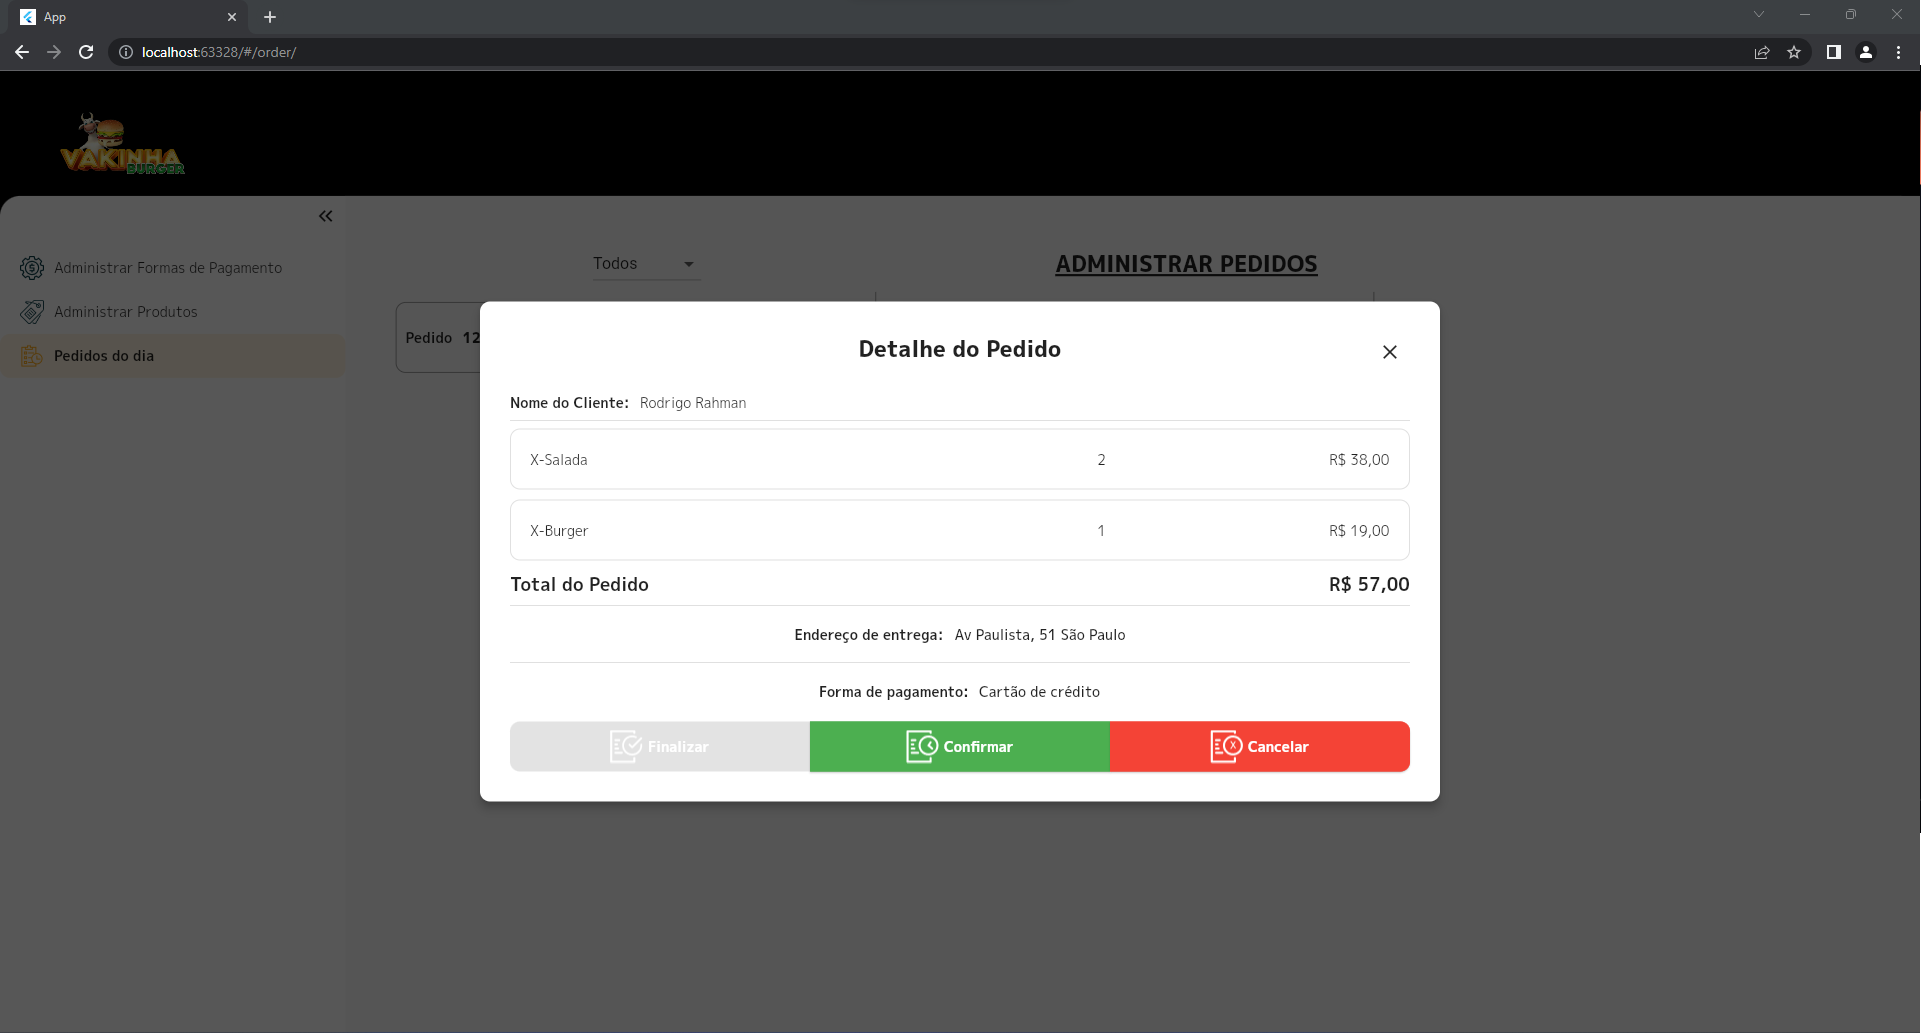 App
localhost:63328/#/order/
VAKINHA
BURGER
Administrar Formas de Pagamento
Administrar Produtos
Pedidos do dia
Todos
ADMINISTRAR PEDIDOS
Pedido 12
Detalhe do Pedido
Nome do Cliente: Rodrigo Rahman
X-Salada 2 R$ 38,00
X-Burger 1 R$ 19,00
Total do Pedido R$ 57,00
Endereço de entrega: Av Paulista, 51 São Paulo
Forma de pagamento: Cartão de crédito
Finalizar Confirmar Cancelar